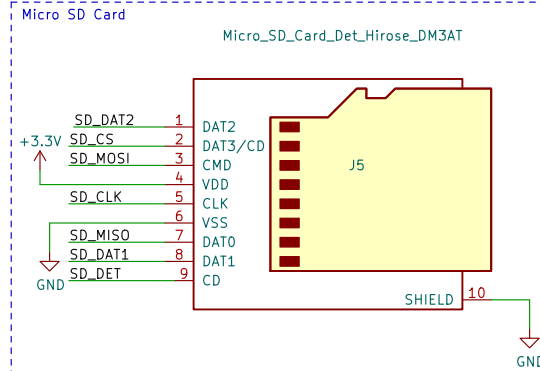 Micro SD Card
Micro_SD_Card_Det_Hirose_DM3AT
SD_DAT2 1 DAT2
+3.3V SD_CS 2 DAT3/CD
SD_MOSI 3 CMD J5
4 VDD
SD_CLK 5 CLK
6 VSS
SD_MISO 7 DAT0
SD_DAT1 8 DAT1
GND SD_DET 9 CD
SHIELD 10
GND